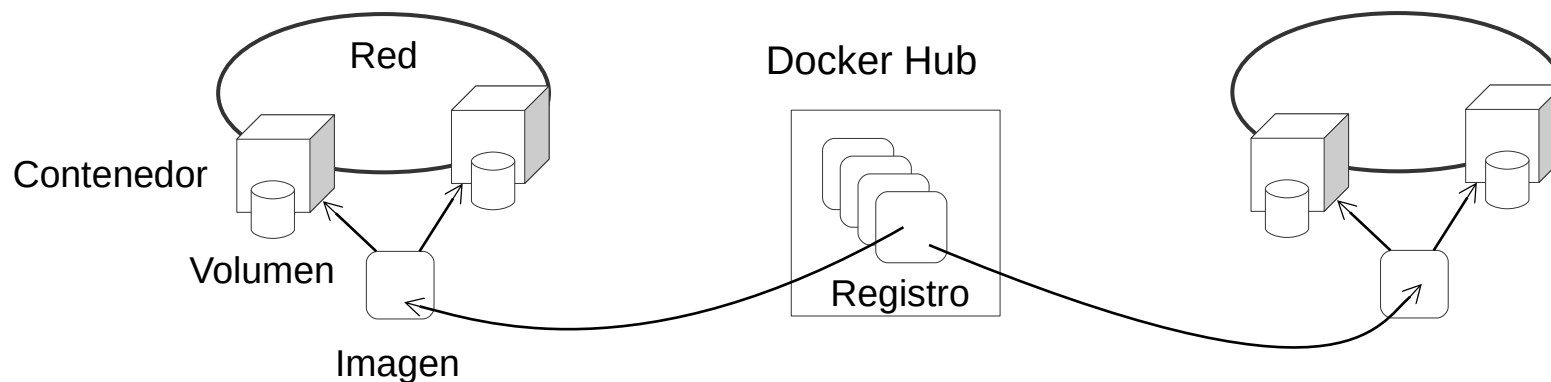 Red
Docker Hub
Contenedor
Volumen
Registro
Imagen